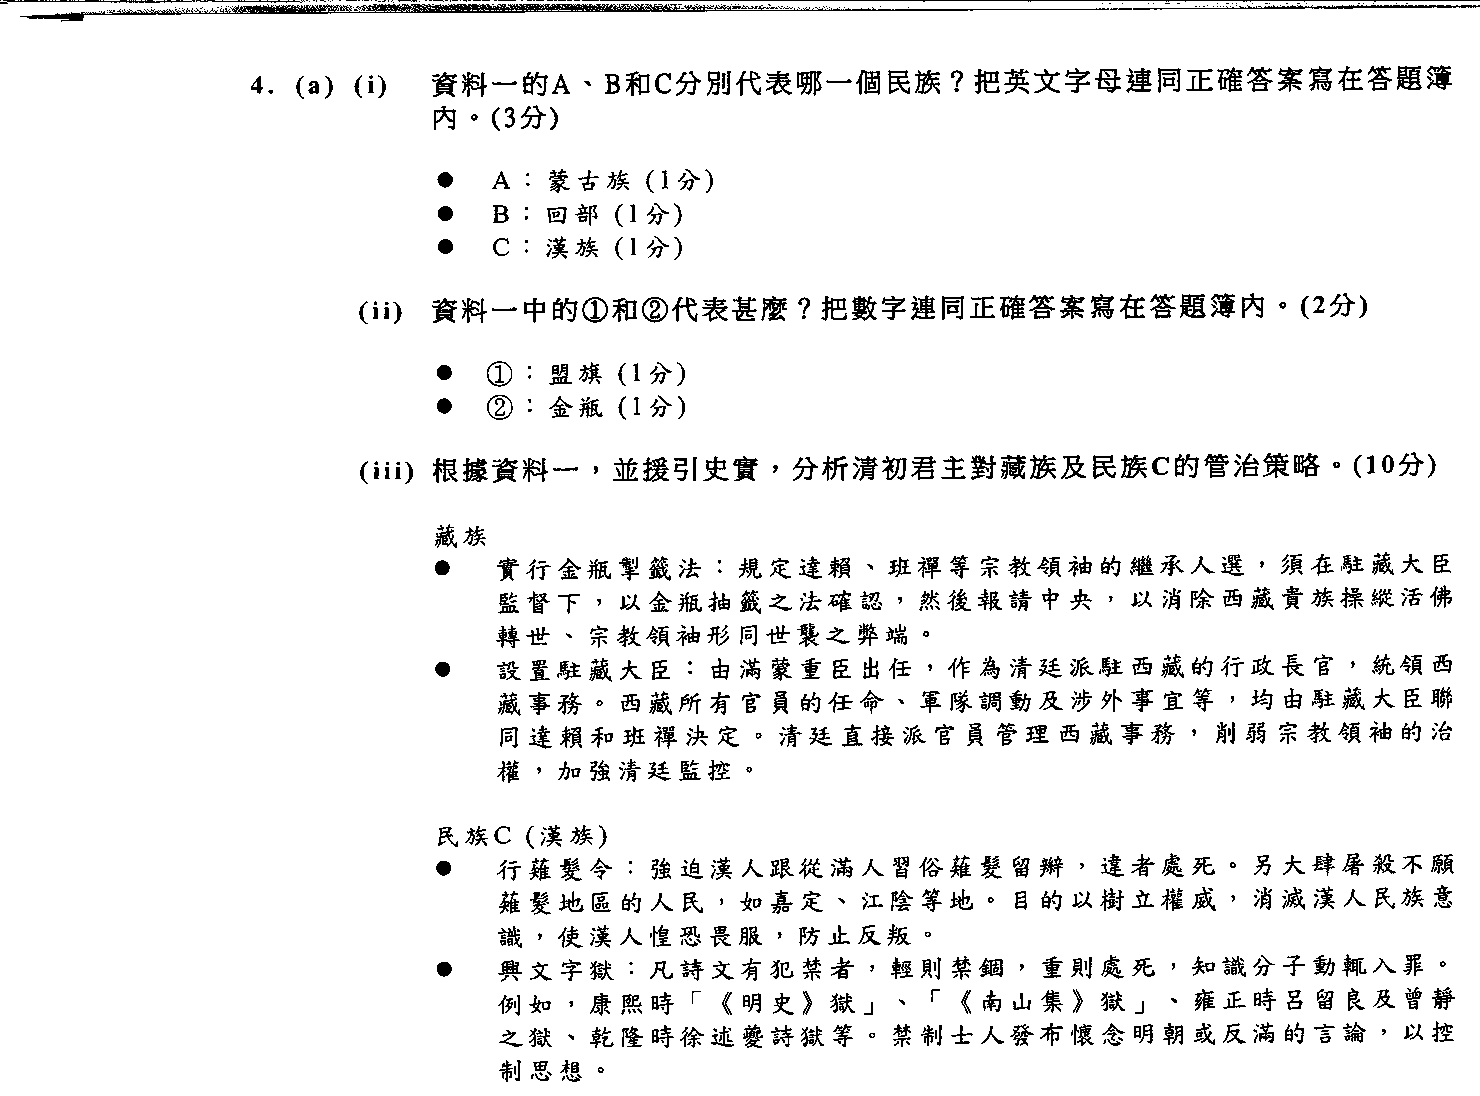 4. (a) (i) 資料一的A、B和C分別代表哪一個民族？把英文字母連同正確答案寫在答題簿
內。(3分)
● A：蒙古族 (1分)
● B：回部 (1分)
● C：漢族 (1分)
(ii) 資料一中的①和②代表甚麼？把數字連同正確答案寫在答題簿內。(2分)
● ①：盟旗 (1分)
● ②：金瓶 (1分)
(iii) 根據資料一，並援引史實，分析清初君主對藏族及民族C的管治策略。(10分)
藏族
● 實行金瓶掣籤法：規定達賴、班禪等宗教領袖的繼承人選，須在駐藏大臣
監督下，以金瓶抽籤之法確認，然後報請中央，以消除西藏貴族操縱活佛
轉世、宗教領袖形同世襲之弊端。
● 設置駐藏大臣：由滿蒙重臣出任，作為清廷派駐西藏的行政長官，統領西
藏事務。西藏所有官員的任命、軍隊調動及涉外事宜等，均由駐藏大臣聯
同達賴和班禪決定。清廷直接派官員管理西藏事務，削弱宗教領袖的治
權，加強清廷監控。
民族C (漢族)
● 行薙髮令：強迫漢人跟從滿人習俗薙髮留辮，違者處死。另大肆屠殺不願
薙髮地區的人民，如嘉定、江陰等地。目的以樹立權威，消滅漢人民族意
識，使漢人惶恐畏服，防止反叛。
● 興文字獄：凡詩文有犯禁者，輕則禁錮，重則處死，知識分子動輒入罪。
例如，康熙時「《明史》獄」、「《南山集》獄」、雍正時呂留良及曾靜
之獄、乾隆時徐述夔詩獄等。禁制士人發布懷念明朝或反滿的言論，以控
制思想。